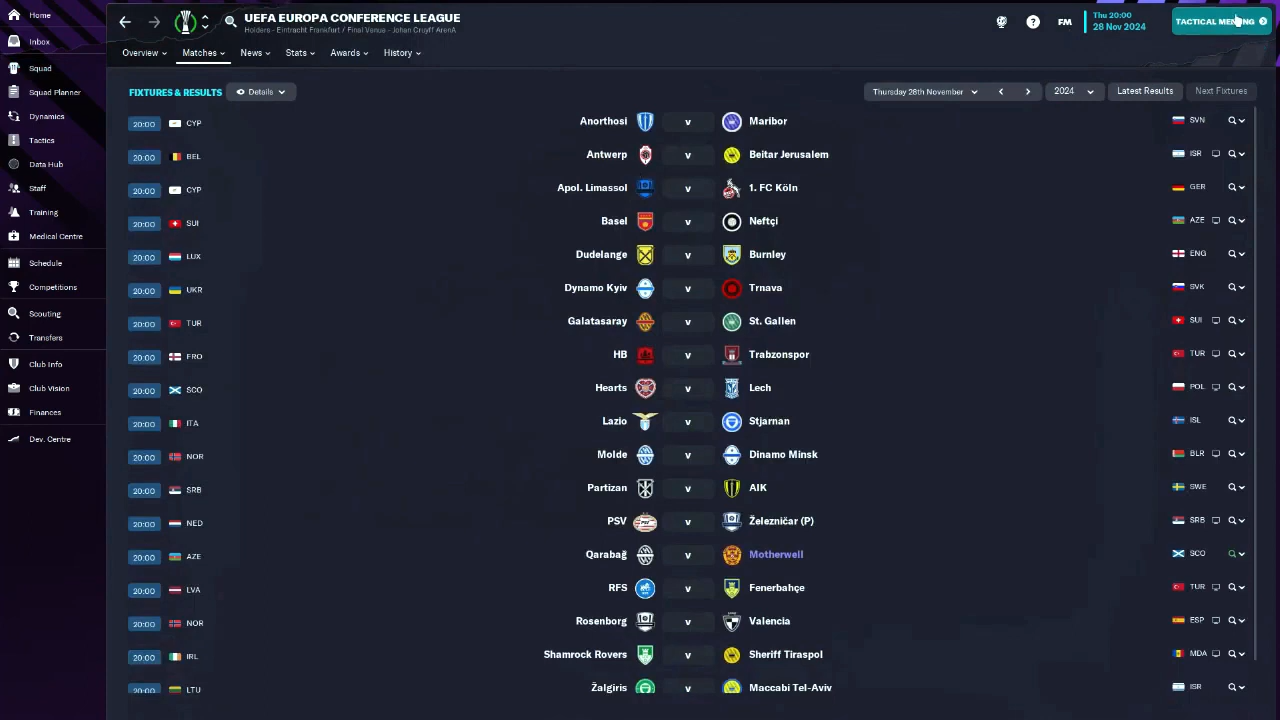 Home
Inbox
Squad
Squad Planner
Dynamics
Tactics
Data Hub
Staff
Training
Medical Centre
Schedule
Competitions
Scouting
Transfers
Club Info
Club Vision
Finances
Dev. Centre
UEFA EUROPA CONFERENCE LEAGUE
Holders - Eintracht Frankfurt / Final Venue - Johan Cruyff ArenA
FM
Thu 20:00
28 Nov 2024
TACTICAL
Overview Matches News Stats Awards History
FIXTURES & RESULTS Details Thursday 28th November 2024 Latest Results Next Fixtures
20:00 CYP Anorthosi v Maribor SVN
20:00 BEL Antwerp v Beitar Jerusalem ISR
20:00 CYP Apol. Limassol v 1. FC Köln GER
20:00 SUI Basel v Neftçi AZE
20:00 LUX Dudelange v Burnley ENG
20:00 UKR Dynamo Kyiv v Trnava SVK
20:00 TUR Galatasaray v St. Gallen SUI
20:00 FRO HB v Trabzonspor TUR
20:00 SCO Hearts v Lech POL
20:00 ITA Lazio v Stjarnan ISL
20:00 NOR Molde v Dinamo Minsk BLR
20:00 SRB Partizan v AIK SWE
20:00 NED PSV v Železničar (P) SRB
20:00 AZE Qarabağ v Motherwell SCO
20:00 LVA RFS v Fenerbahçe TUR
20:00 NOR Rosenborg v Valencia ESP
20:00 IRL Shamrock Rovers v Sheriff Tiraspol MDA
20:00 LTU Žalgiris v Maccabi Tel-Aviv ISR